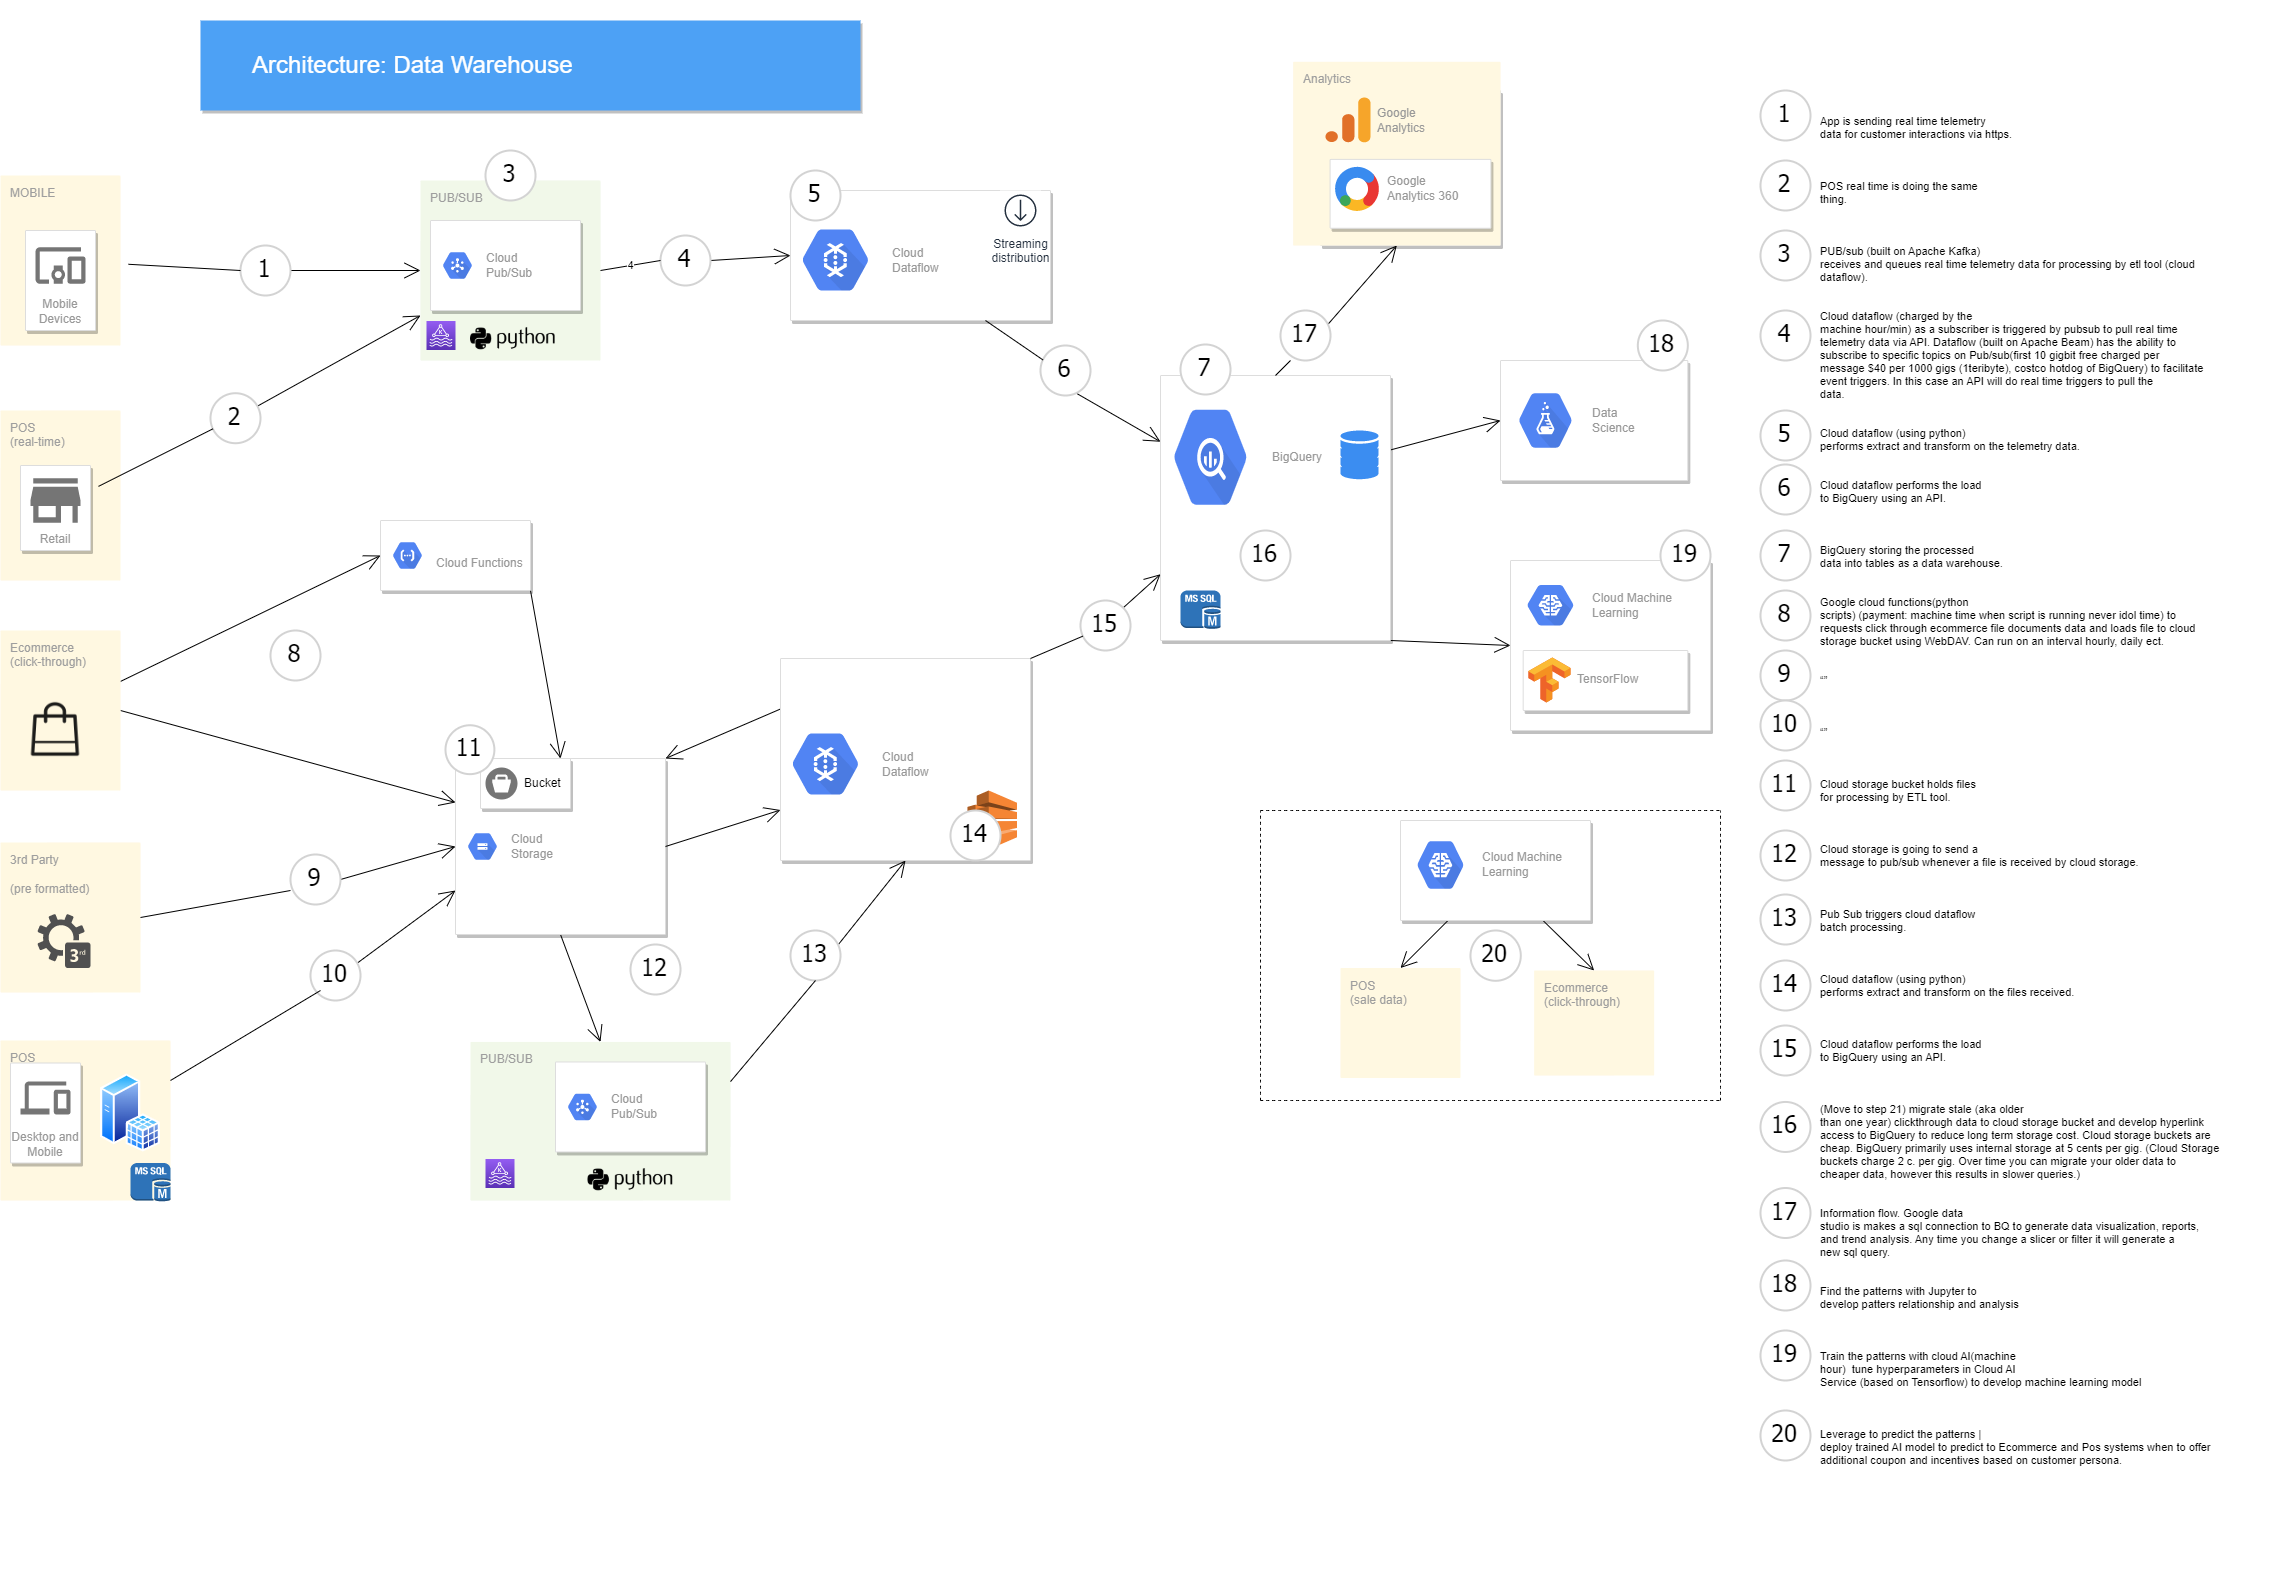 Architecture: Data Warehouse
MOBILE
Mobile
Devices
1
POS
(real-time)
Retail
2
PUB/SUB
3
Cloud
Pub/Sub
python
4
4
5
Cloud
Dataflow
Streaming
distribution
6
Ecommerce
(click-through)
8
Cloud Functions
3rd Party
(pre formatted)
3rd
9
POS
Desktop and
Mobile
MS SQL
M
10
11
Bucket
Cloud
Storage
12
PUB/SUB
Cloud
Pub/Sub
python
13
Cloud
Dataflow
14
15
7
BigQuery
16
MS SQL
M
17
Analytics
Google
Analytics
Google
Analytics 360
18
Data
Science
19
Cloud Machine
Learning
TensorFlow
Cloud Machine
Learning
20
POS
(sale data)
Ecommerce
(click-through)
1
App is sending real time telemetry
data for customer interactions via https.
2
POS real time is doing the same
thing.
3
PUB/sub (built on Apache Kafka)
receives and queues real time telemetry data for processing by etl tool (cloud
dataflow).
4
Cloud dataflow (charged by the
machine hour/min) as a subscriber is triggered by pubsub to pull real time
telemetry data via API. Dataflow (built on Apache Beam) has the ability to
subscribe to specific topics on Pub/sub(first 10 gigbit free charged per
message $40 per 1000 gigs (1teribyte), costco hotdog of BigQuery) to facilitate
event triggers. In this case an API will do real time triggers to pull the
data.
5
Cloud dataflow (using python)
performs extract and transform on the telemetry data.
6
Cloud dataflow performs the load
to BigQuery using an API.
7
BigQuery storing the processed
data into tables as a data warehouse.
8
Google cloud functions(python
scripts) (payment: machine time when script is running never idol time) to
requests click through ecommerce file documents data and loads file to cloud
storage bucket using WebDAV. Can run on an interval hourly, daily ect.
9
“”
10
“”
11
Cloud storage bucket holds files
for processing by ETL tool.
12
Cloud storage is going to send a
message to pub/sub whenever a file is received by cloud storage.
13
Pub Sub triggers cloud dataflow
batch processing.
14
Cloud dataflow (using python)
performs extract and transform on the files received.
15
Cloud dataflow performs the load
to BigQuery using an API.
16
(Move to step 21) migrate stale (aka older
than one year) clickthrough data to cloud storage bucket and develop hyperlink
access to BigQuery to reduce long term storage cost. Cloud storage buckets are
cheap. BigQuery primarily uses internal storage at 5 cents per gig. (Cloud Storage
buckets charge 2 c. per gig. Over time you can migrate your older data to
cheaper data, however this results in slower queries.)
17
Information flow. Google data
studio is makes a sql connection to BQ to generate data visualization, reports,
and trend analysis. Any time you change a slicer or filter it will generate a
new sql query.
18
Find the patterns with Jupyter to
develop patters relationship and analysis
19
Train the patterns with cloud AI(machine
hour)  tune hyperparameters in Cloud AI
Service (based on Tensorflow) to develop machine learning model
20
Leverage to predict the patterns |
deploy trained AI model to predict to Ecommerce and Pos systems when to offer
additional coupon and incentives based on customer persona.